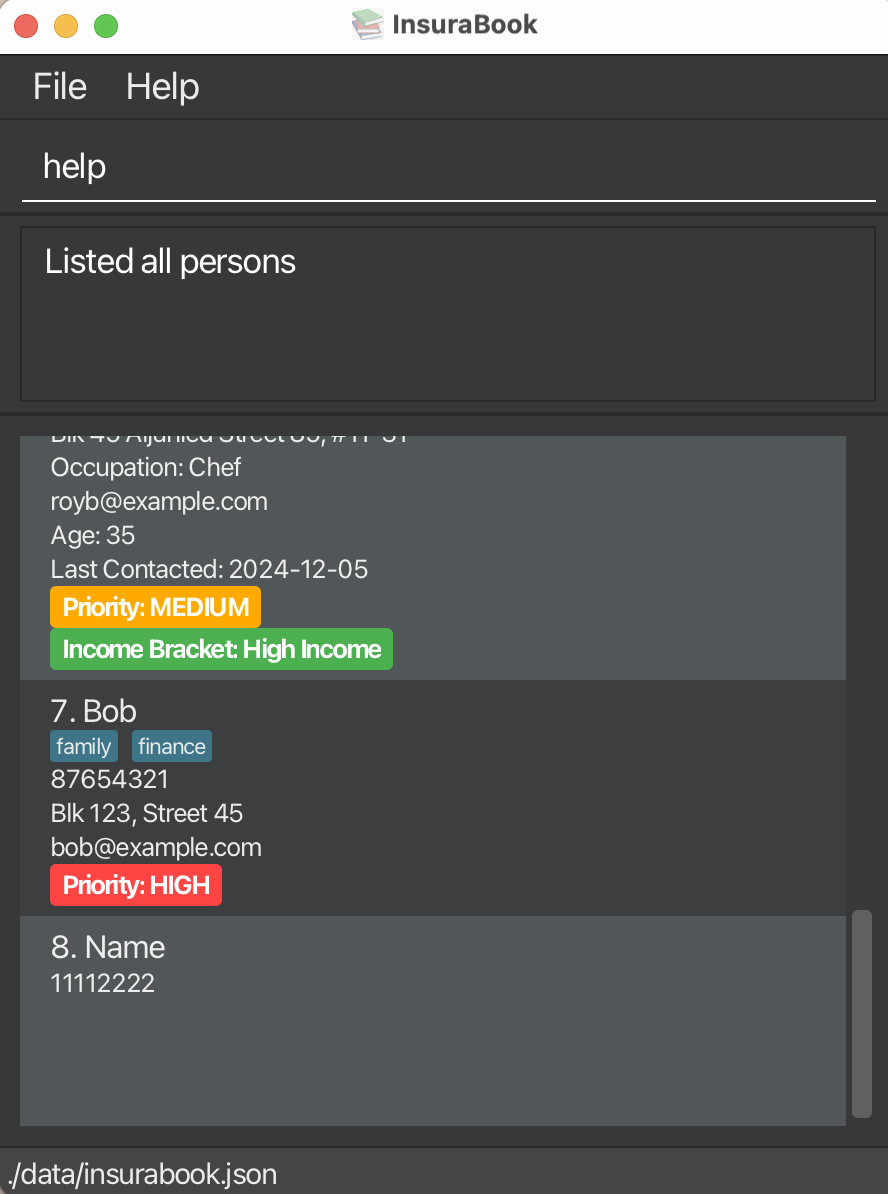 InsuraBook
File Help
help
Listed all persons
Occupation: Chef
royb@example.com
Age: 35
Last Contacted: 2024-12-05
Priority: MEDIUM
Income Bracket: High Income
7. Bob
family finance
87654321
Blk 123, Street 45
bob@example.com
Priority: HIGH
8. Name
11112222
./data/insurabook.json